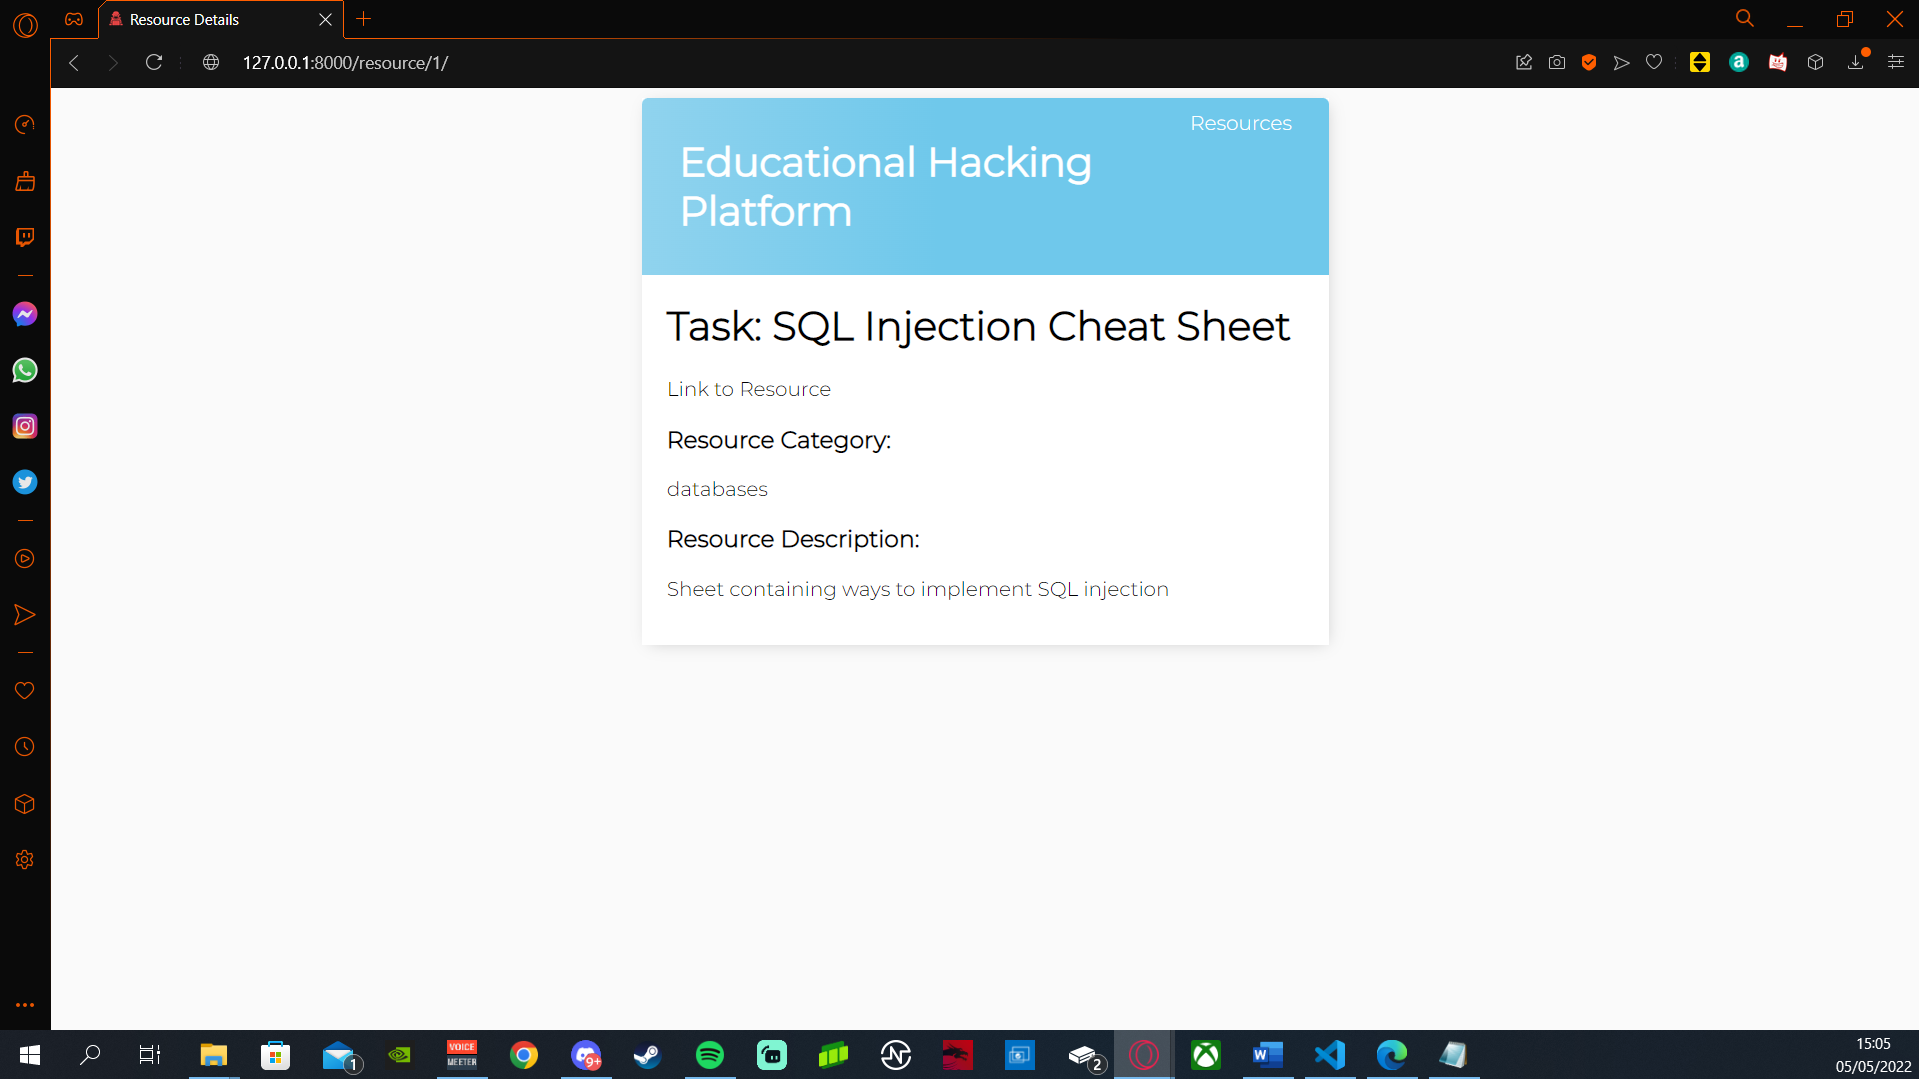 Resource Details
127.0.0.1:8000/resource/1/
Resources
Educational Hacking
Platform
Task: SQL Injection Cheat Sheet
Link to Resource
Resource Category:
databases
Resource Description:
Sheet containing ways to implement SQL injection
1
VOICE
MEETER
9+
2
15:05
05/05/2022